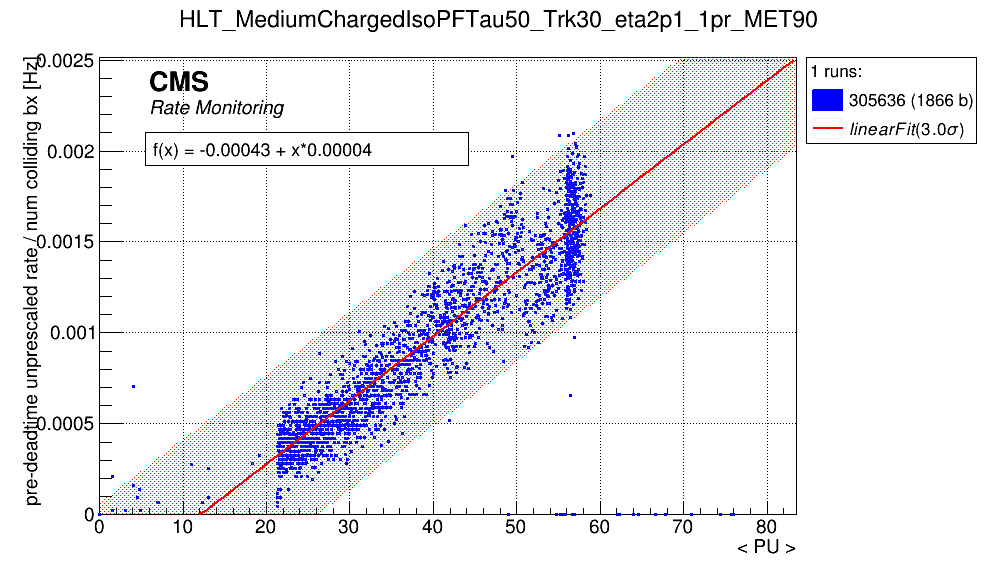 HLT_MediumChargedIsoPFTau50_Trk30_eta2p1_1pr_MET90
pre-deadtime unprescaled rate / num colliding bx [Hz]
0.0025
0.002
0.0015
0.001
0.0005
0
CMS
Rate Monitoring
f(x) = -0.00043 + x*0.00004
1 runs:
305636 (1866 b)
linearFit(3.0σ)
0 10 20 30 40 50 60 70 80
< PU >